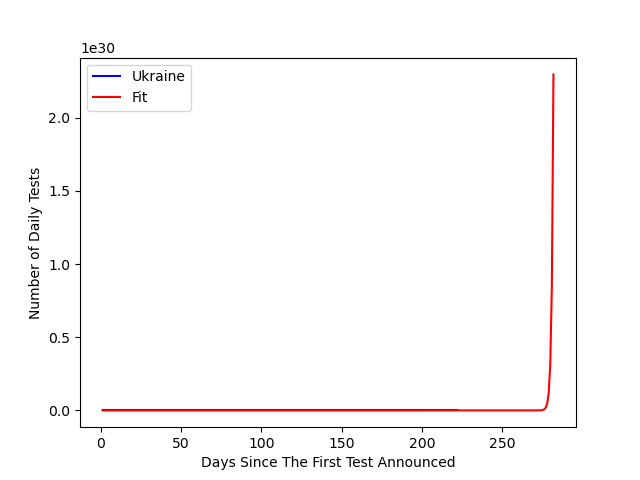 1e30
Ukraine
Fit
2.0
1.5
1.0
0.5
0.0
Number of Daily Tests
0
50
100
150
200
250
Days Since The First Test Announced